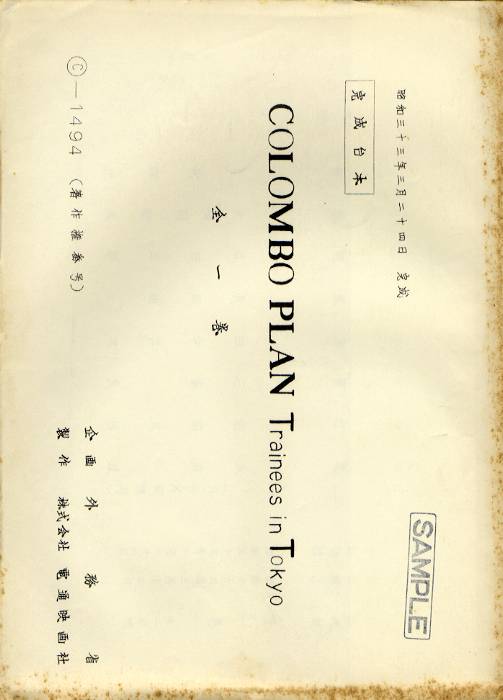 昭和三十三年三月二十四日 完成
完成台本
COLOMBO PLAN Trainees in Tokyo
全一巻
Ⓒ—1494 (著作権番号)
企画 外務省
製作 株式会社 電通映画社
SAMPLE